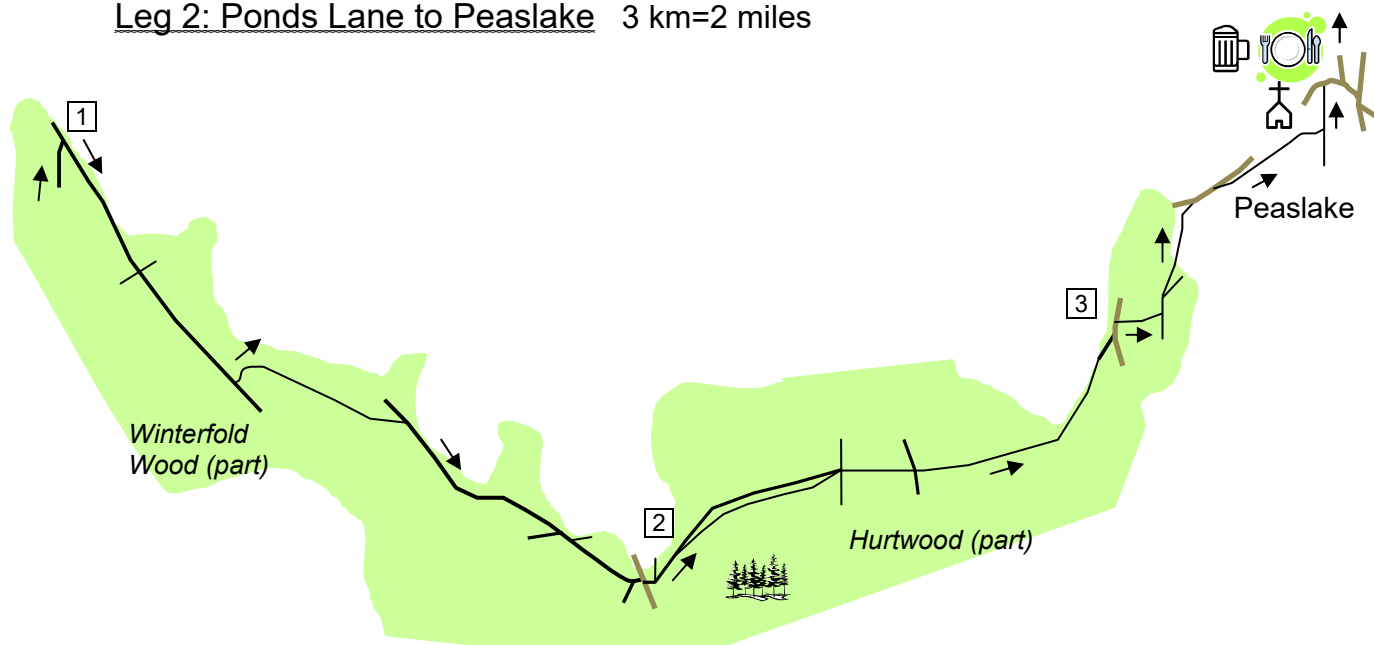 Leg 2: Ponds Lane to Peaslake 3 km=2 miles
1
Peaslake
3
Winterfold
Wood (part)
2
Hurtwood (part)